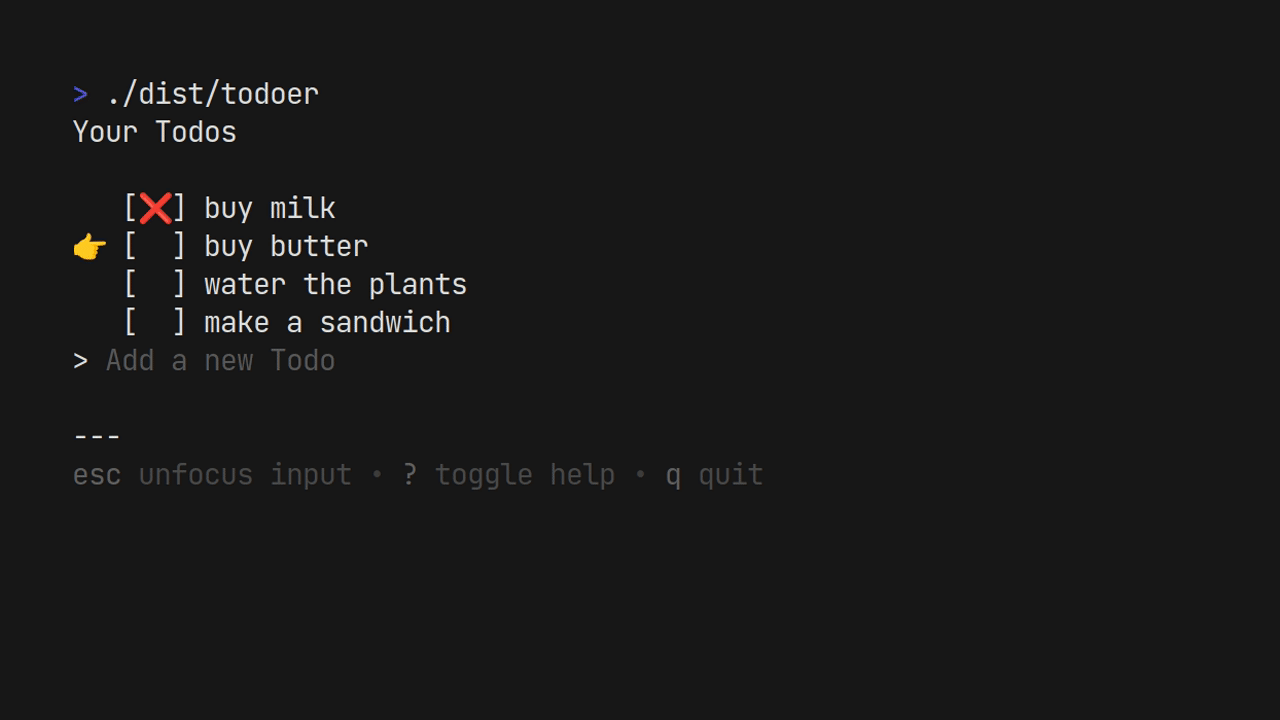 > ./dist/todoer
Your Todos
[❌] buy milk
👉 [  ] buy butter
[  ] water the plants
[  ] make a sandwich
> Add a new Todo
---
esc unfocus input • ? toggle help • q quit